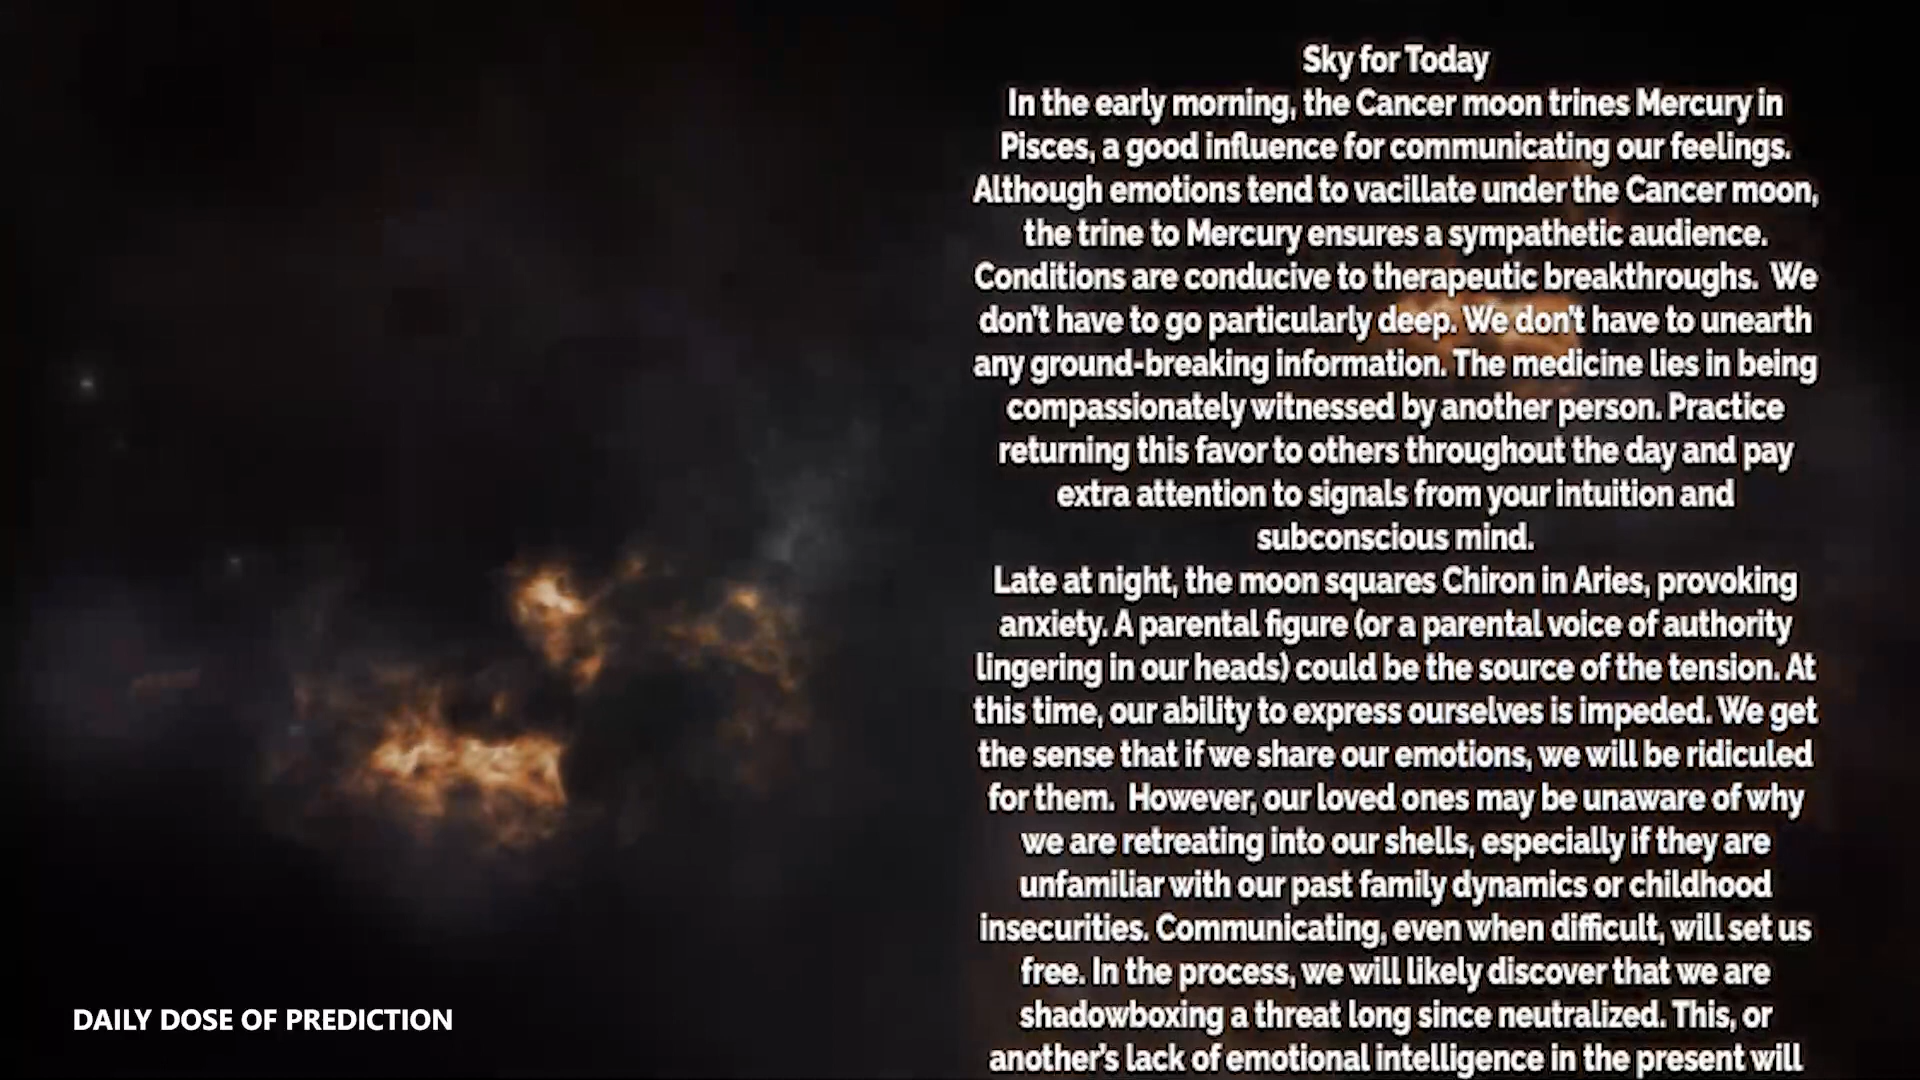 Sky for Today
In the early morning, the Cancer moon trines Mercury in
Pisces, a good influence for communicating our feelings.
Although emotions tend to vacillate under the Cancer moon,
the trine to Mercury ensures a sympathetic audience.
Conditions are conducive to therapeutic breakthroughs.  We
don't have to go particularly deep. We don't have to unearth
any ground-breaking information. The medicine lies in being
compassionately witnessed by another person. Practice
returning this favor to others throughout the day and pay
extra attention to signals from your intuition and
subconscious mind.
Late at night, the moon squares Chiron in Aries, provoking
anxiety. A parental figure (or a parental voice of authority
lingering in our heads) could be the source of the tension. At
this time, our ability to express ourselves is impeded. We get
the sense that if we share our emotions, we will be ridiculed
for them.  However, our loved ones may be unaware of why
we are retreating into our shells, especially if they are
unfamiliar with our past family dynamics or childhood
insecurities. Communicating, even when difficult, will set us
free. In the process, we will likely discover that we are
shadowboxing a threat long since neutralized. This, or
another's lack of emotional intelligence in the present will
DAILY DOSE OF PREDICTION